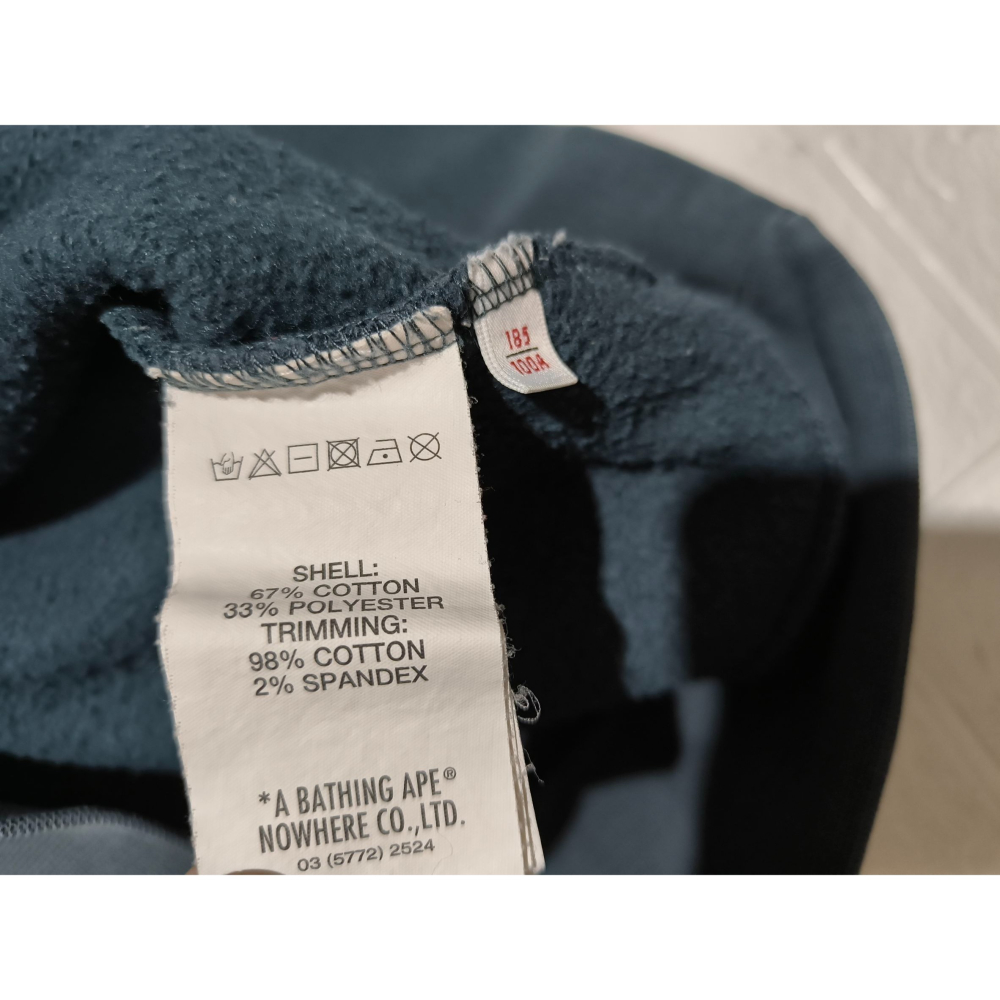 185
100A
SHELL:
67% COTTON
33% POLYESTER
TRIMMING:
98% COTTON
2% SPANDEX
*A BATHING APE®
NOWHERE CO.,LTD.
03 (5772) 2524